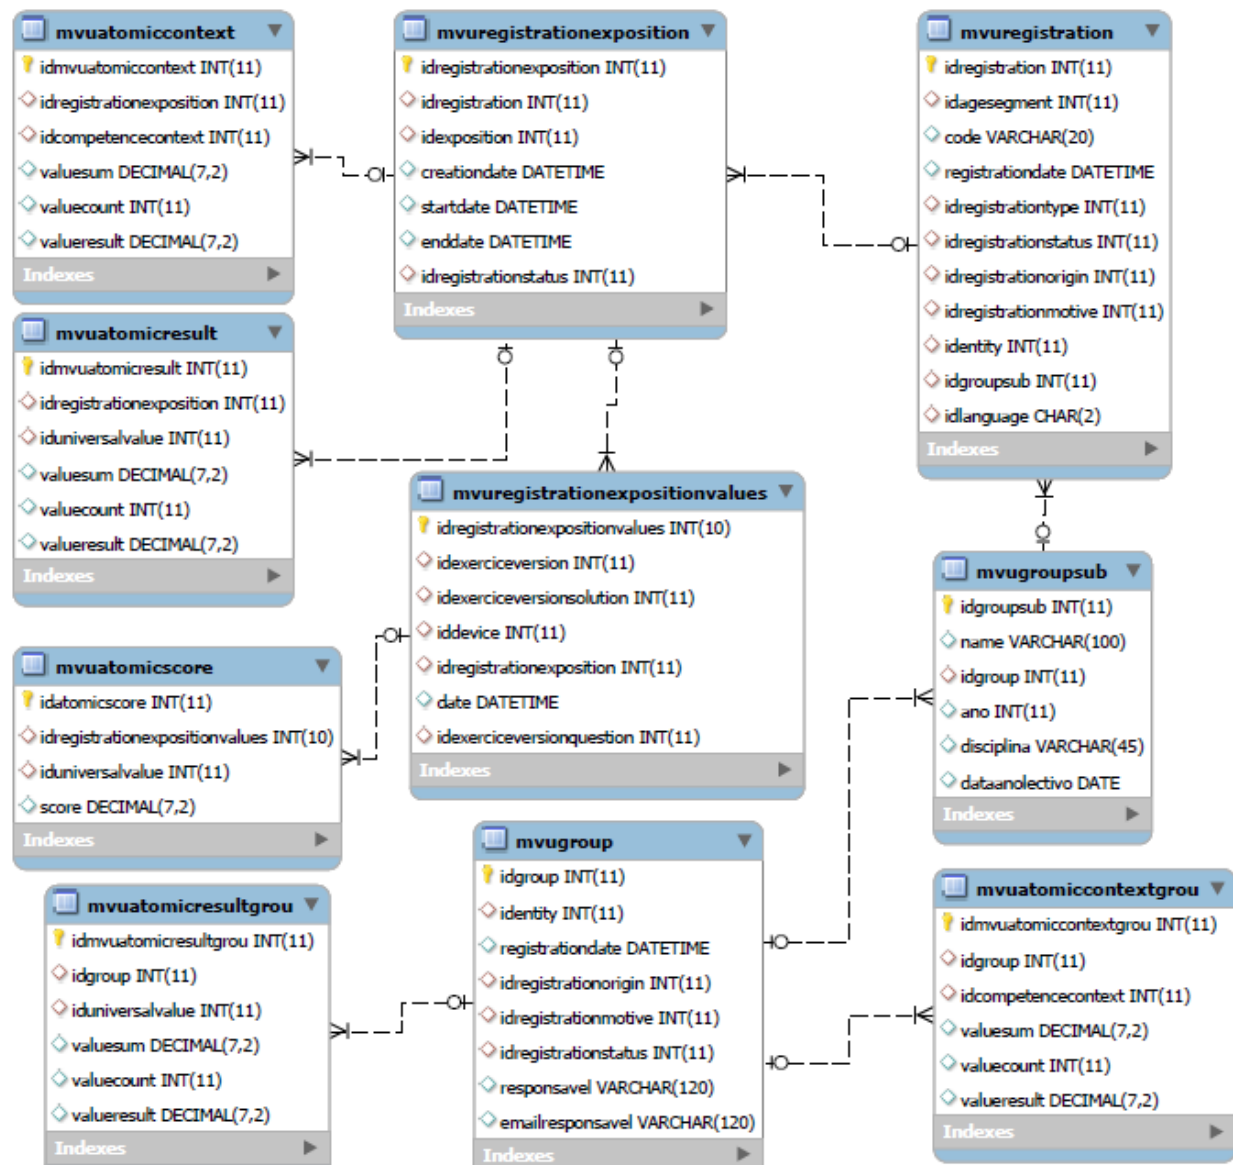 mvuatomiccontext
idmvuatomiccontext INT(11)
idregistrationexposition INT(11)
idcompetencecontext INT(11)
valuesum DECIMAL(7,2)
valuecount INT(11)
valueresult DECIMAL(7,2)
Indexes
mvuregistrationexposition
idregistrationexposition INT(11)
idregistration INT(11)
idexposition INT(11)
creationdate DATETIME
startdate DATETIME
enddate DATETIME
idregistrationstatus INT(11)
Indexes
mvuregistration
idregistration INT(11)
idagesegment INT(11)
code VARCHAR(20)
registrationdate DATETIME
idregistrationtype INT(11)
idregistrationstatus INT(11)
idregistrationorigin INT(11)
idregistrationmotive INT(11)
identity INT(11)
idgroupsub INT(11)
idlanguage CHAR(2)
Indexes
mvuatomicresult
idmvuatomicresult INT(11)
idregistrationexposition INT(11)
iduniversalvalue INT(11)
valuesum DECIMAL(7,2)
valuecount INT(11)
valueresult DECIMAL(7,2)
Indexes
mvuregistrationexpositionvalues
idregistrationexpositionvalues INT(10)
idexerciceversion INT(11)
idexerciceversionsolution INT(11)
iddevice INT(11)
idregistrationexposition INT(11)
date DATETIME
idexerciceversionquestion INT(11)
Indexes
mvugroupsub
idgroupsub INT(11)
name VARCHAR(100)
idgroup INT(11)
ano INT(11)
disciplina VARCHAR(45)
dataanolectivo DATE
Indexes
mvuatomicscore
idatomicscore INT(11)
idregistrationexpositionvalues INT(10)
iduniversalvalue INT(11)
score DECIMAL(7,2)
Indexes
mvugroup
idgroup INT(11)
identity INT(11)
registrationdate DATETIME
idregistrationorigin INT(11)
idregistrationmotive INT(11)
idregistrationstatus INT(11)
responsavel VARCHAR(120)
emailresponsavel VARCHAR(120)
Indexes
mvuatomicresultgrou
idmvuatomicresultgrou INT(11)
idgroup INT(11)
iduniversalvalue INT(11)
valuesum DECIMAL(7,2)
valuecount INT(11)
valueresult DECIMAL(7,2)
Indexes
mvuatomiccontextgrou
idmvuatomiccontextgrou INT(11)
idgroup INT(11)
idcompetencecontext INT(11)
valuesum DECIMAL(7,2)
valuecount INT(11)
valueresult DECIMAL(7,2)
Indexes